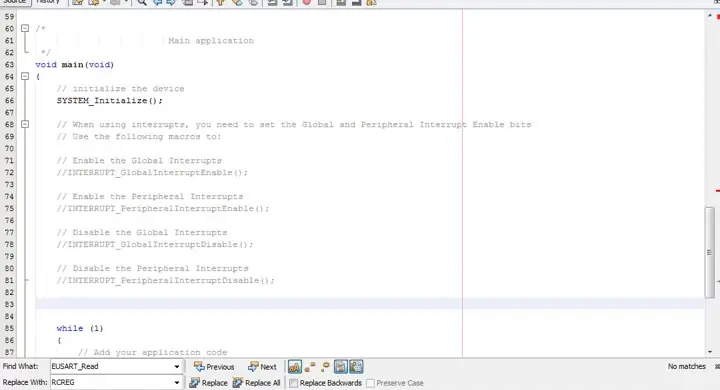 Source History
59
60 /*
61 Main application
62 */
63 void main(void)
64 {
65 // initialize the device
66 SYSTEM_Initialize();
67
68 // When using interrupts, you need to set the Global and Peripheral Interrupt Enable bits
69 // Use the following macros to:
70
71 // Enable the Global Interrupts
72 //INTERRUPT_GlobalInterruptEnable();
73
74 // Enable the Peripheral Interrupts
75 //INTERRUPT_PeripheralInterruptEnable();
76
77 // Disable the Global Interrupts
78 //INTERRUPT_GlobalInterruptDisable();
79
80 // Disable the Peripheral Interrupts
81 //INTERRUPT_PeripheralInterruptDisable();
82
83
84
85 while (1)
86 {
87 // Add your application code
Find What: EUSART_Read Previous Next No matches
Replace With: RCREG Replace Replace All Replace Backwards Preserve Case